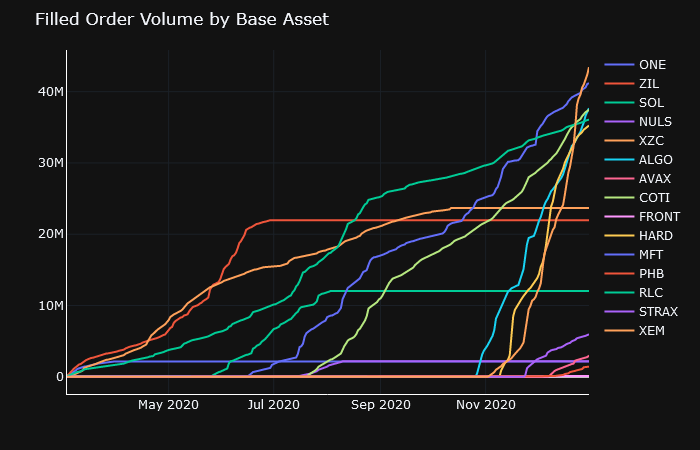 Filled Order Volume by Base Asset
40M
30M
20M
10M
0
May 2020
Jul 2020
Sep 2020
Nov 2020
ONE
ZIL
SOL
NULS
XZC
ALGO
AVAX
COTI
FRONT
HARD
MFT
PHB
RLC
STRAX
XEM